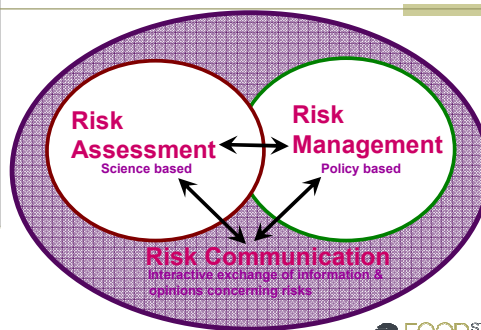 Risk
Assessment
Science based
Risk
Management
Policy based
Risk Communication
Interactive exchange of information &
opinions concerning risks